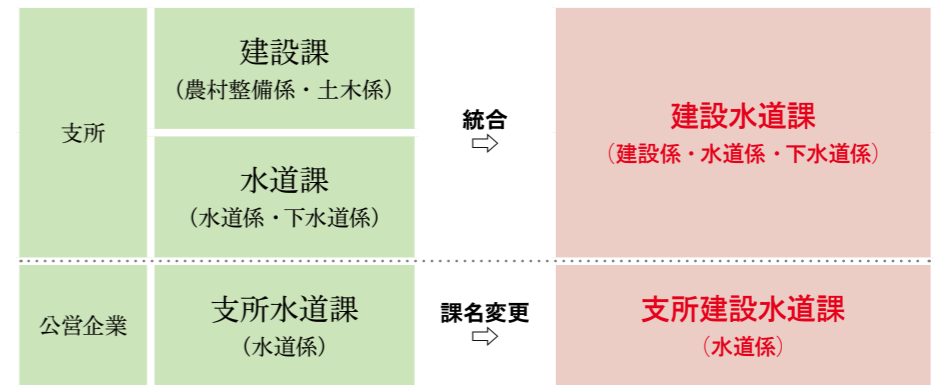 支所
建設課
（農村整備係・土木係）
水道課
（水道係・下水道係）
統合
⇨
建設水道課
（建設係・水道係・下水道係）
公営企業
支所水道課
（水道係）
課名変更
⇨
支所建設水道課
（水道係）